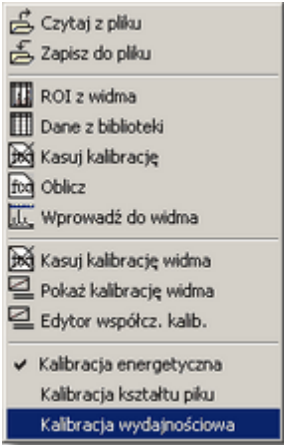 Czytaj z pliku
Zapisz do pliku
ROI z widma
Dane z biblioteki
Kasuj kalibrację
Oblicz
Wprowadź do widma
Kasuj kalibrację widma
Pokaż kalibrację widma
Edytor współcz. kalib.
Kalibracja energetyczna
Kalibracja kształtu piku
Kalibracja wydajnościowa